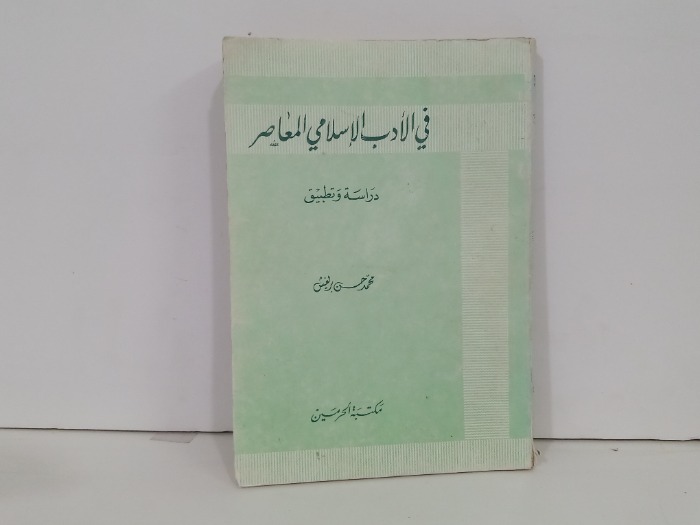 في الأدب الإسلامي المعاصر
دراسة وتطبيق
محمد حسن بريغش
مكتبة الحرمين